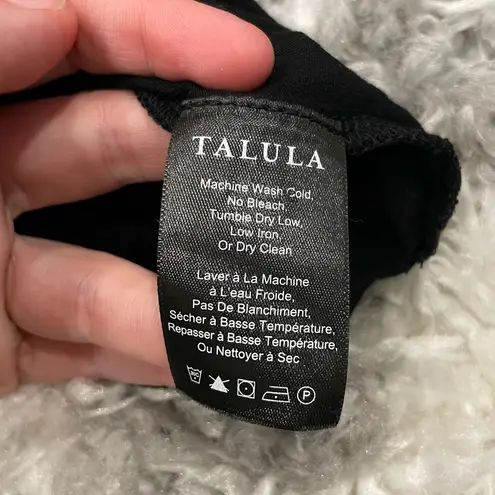 TALULA
Machine Wash Cold,
No Bleach,
Tumble Dry Low,
Low Iron,
Or Dry Clean
Laver à La Machine
à L'eau Froide,
Pas De Blanchiment,
Sécher à Basse Température,
Repasser à Basse Température,
Ou Nettoyer à Sec
P